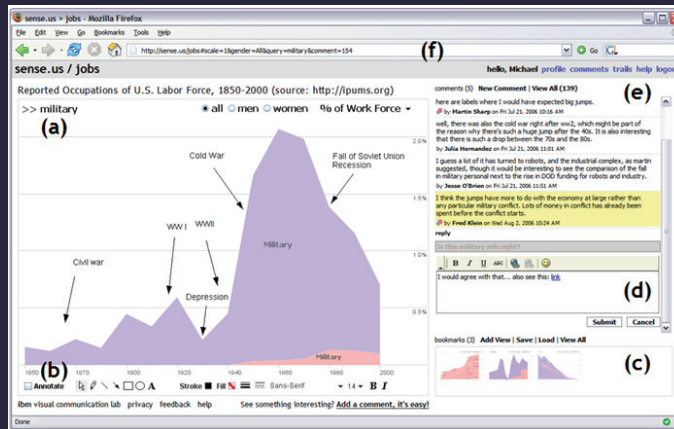 sense.us > jobs - Mozilla Firefox
File Edit View Go Bookmarks Tools Help
http://sense.us/jobs#scale=1&gender=All&query=military&comment=154
Go
(f)
sense.us / jobs
hello, Michael profile comments trails help logout
Reported Occupations of U.S. Labor Force, 1850-2000 (source: http://ipums.org)
>> military
all men women % of Work Force
(a)
2.0%
Cold War
Fall of Soviet Union
Recession
1.5%
WW I
WWII
Military
1.0%
Civil war
Depression
0.5%
Military
1850 1860 1880 1900 1920 1940 1960 1980 2000
(b)
Annotate A Stroke Fill Sans-Serif 14 B I
ibm visual communication lab privacy feedback help
See something interesting? Add a comment, it's easy!
comments (5) New Comment | View All (139)
(e)
here are labels where I would have expected big jumps.
by Martin Sharp on Fri Jul 21, 2006 10:16 AM
well, there was also the cold war right after ww2, which might be part of
the reason why there's such a huge jump after the 40s. It is also interesting
that there is such a drop between the 70s and the 80s.
by Julia Hernandez on Fri Jul 21, 2006 11:01 AM
I guess a lot of it has turned to robots, and the industrial complex, as martin
suggested, though it would be interesting to see the comparison of the fall
in military personal next to the rise in DOD funding for robots and industry.
by Jesse O'Brien on Fri Jul 21, 2006 11:51 AM
I think the jumps have more to do with the economy at large rather than
any particular military conflict. Lots of money in conflict has already been
spent before the conflict starts.
by Fred Klein on Wed Aug 2, 2006 10:24 AM
reply
Is this military info right?
B I U ABC
I would agree with that... also see this: link
(d)
Submit Cancel
bookmarks (3) Add View | Save | Load | View All
(c)
Done